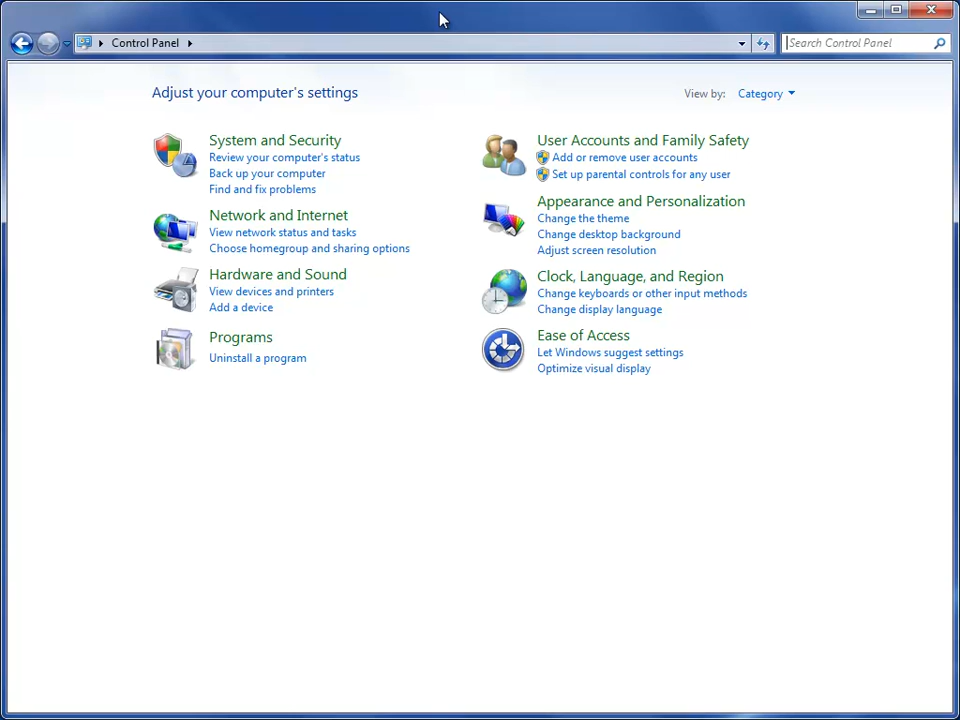 Control Panel
Search Control Panel
Adjust your computer's settings
View by: Category
System and Security
Review your computer's status
Back up your computer
Find and fix problems
Network and Internet
View network status and tasks
Choose homegroup and sharing options
Hardware and Sound
View devices and printers
Add a device
Programs
Uninstall a program
User Accounts and Family Safety
Add or remove user accounts
Set up parental controls for any user
Appearance and Personalization
Change the theme
Change desktop background
Adjust screen resolution
Clock, Language, and Region
Change keyboards or other input methods
Change display language
Ease of Access
Let Windows suggest settings
Optimize visual display